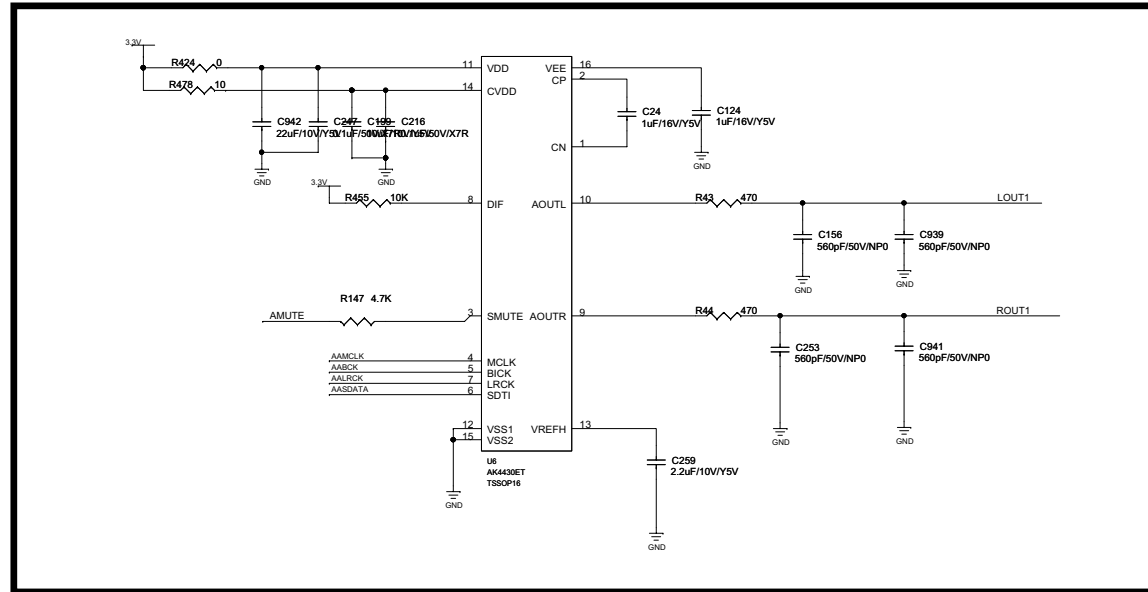 3.3V
R424 0
R478 10
11 VDD
14 CVDD
VEE 16
CP 2
CN 1
C942
22uF/10V/Y5V
C247
C199
C216
GND
GND
C24
1uF/16V/Y5V
C124
1uF/16V/Y5V
GND
3.3V
R455 10K
8 DIF
AOUTL 10
R43 470
LOUT1
C156
560pF/50V/NP0
GND
C939
560pF/50V/NP0
GND
AMUTE
R147 4.7K
3 SMUTE
AOUTR 9
R44 470
ROUT1
C253
560pF/50V/NP0
GND
C941
560pF/50V/NP0
GND
AAMCLK 4 MCLK
AABCK 5 BICK
AALRCK 7 LRCK
AASDATA 6 SDTI
12 VSS1
15 VSS2
GND
VREFH 13
C259
2.2uF/10V/Y5V
GND
U6
AK4430ET
TSSOP16